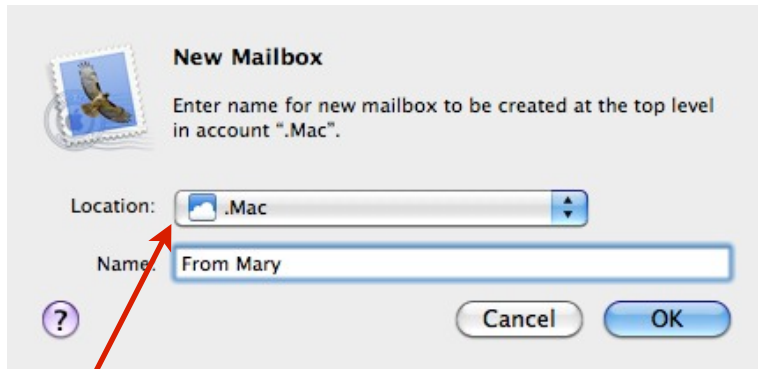 New Mailbox
Enter name for new mailbox to be created at the top level
in account “.Mac”.
Location: .Mac
Name: From Mary
? Cancel OK